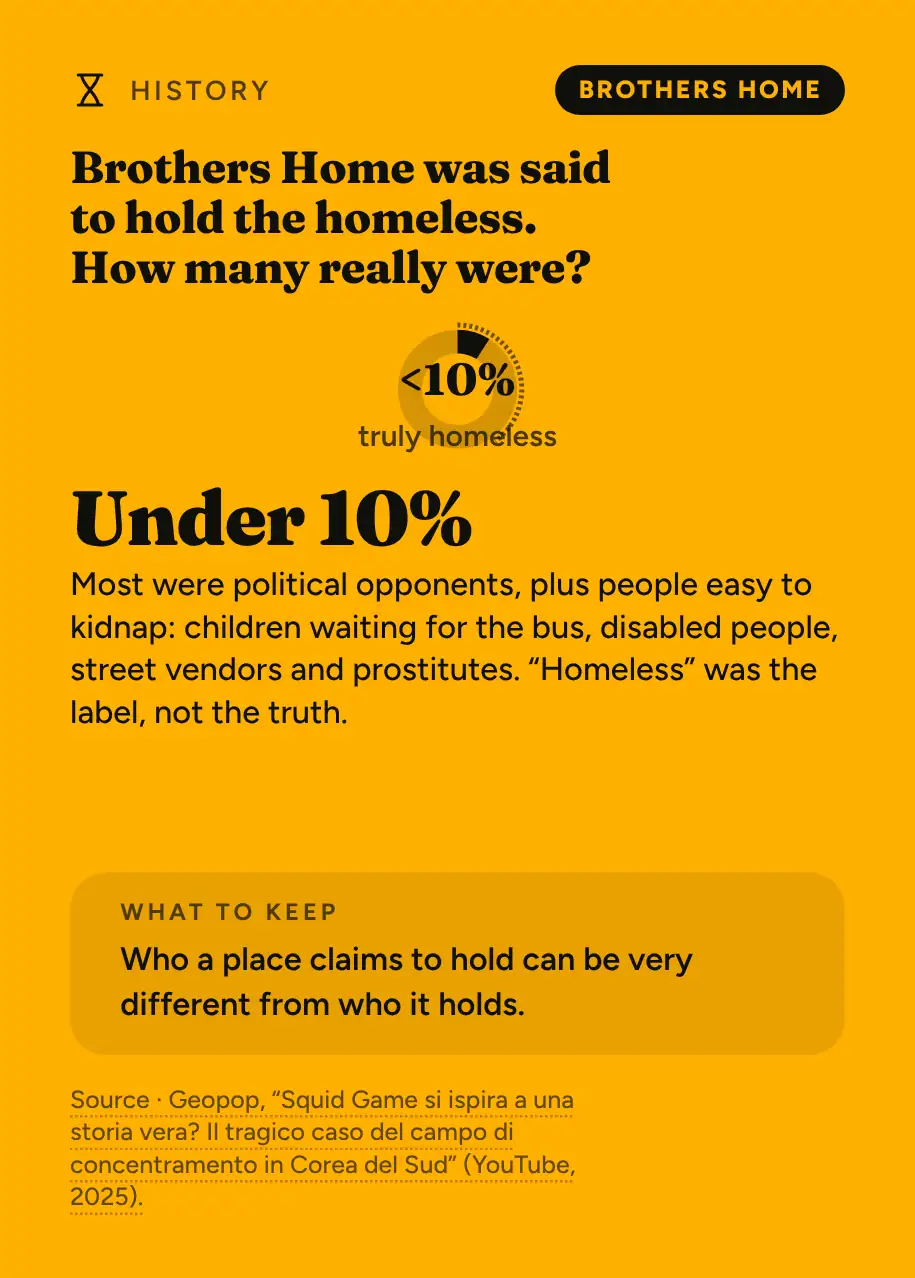 HISTORY
BROTHERS HOME
Brothers Home was said
to hold the homeless.
How many really were?
<10%
truly homeless
Under 10%
Most were political opponents, plus people easy to
kidnap: children waiting for the bus, disabled people,
street vendors and prostitutes. “Homeless” was the
label, not the truth.
WHAT TO KEEP
Who a place claims to hold can be very
different from who it holds.
Source · Geopop, “Squid Game si ispira a una
storia vera? Il tragico caso del campo di
concentramento in Corea del Sud” (YouTube,
2025).